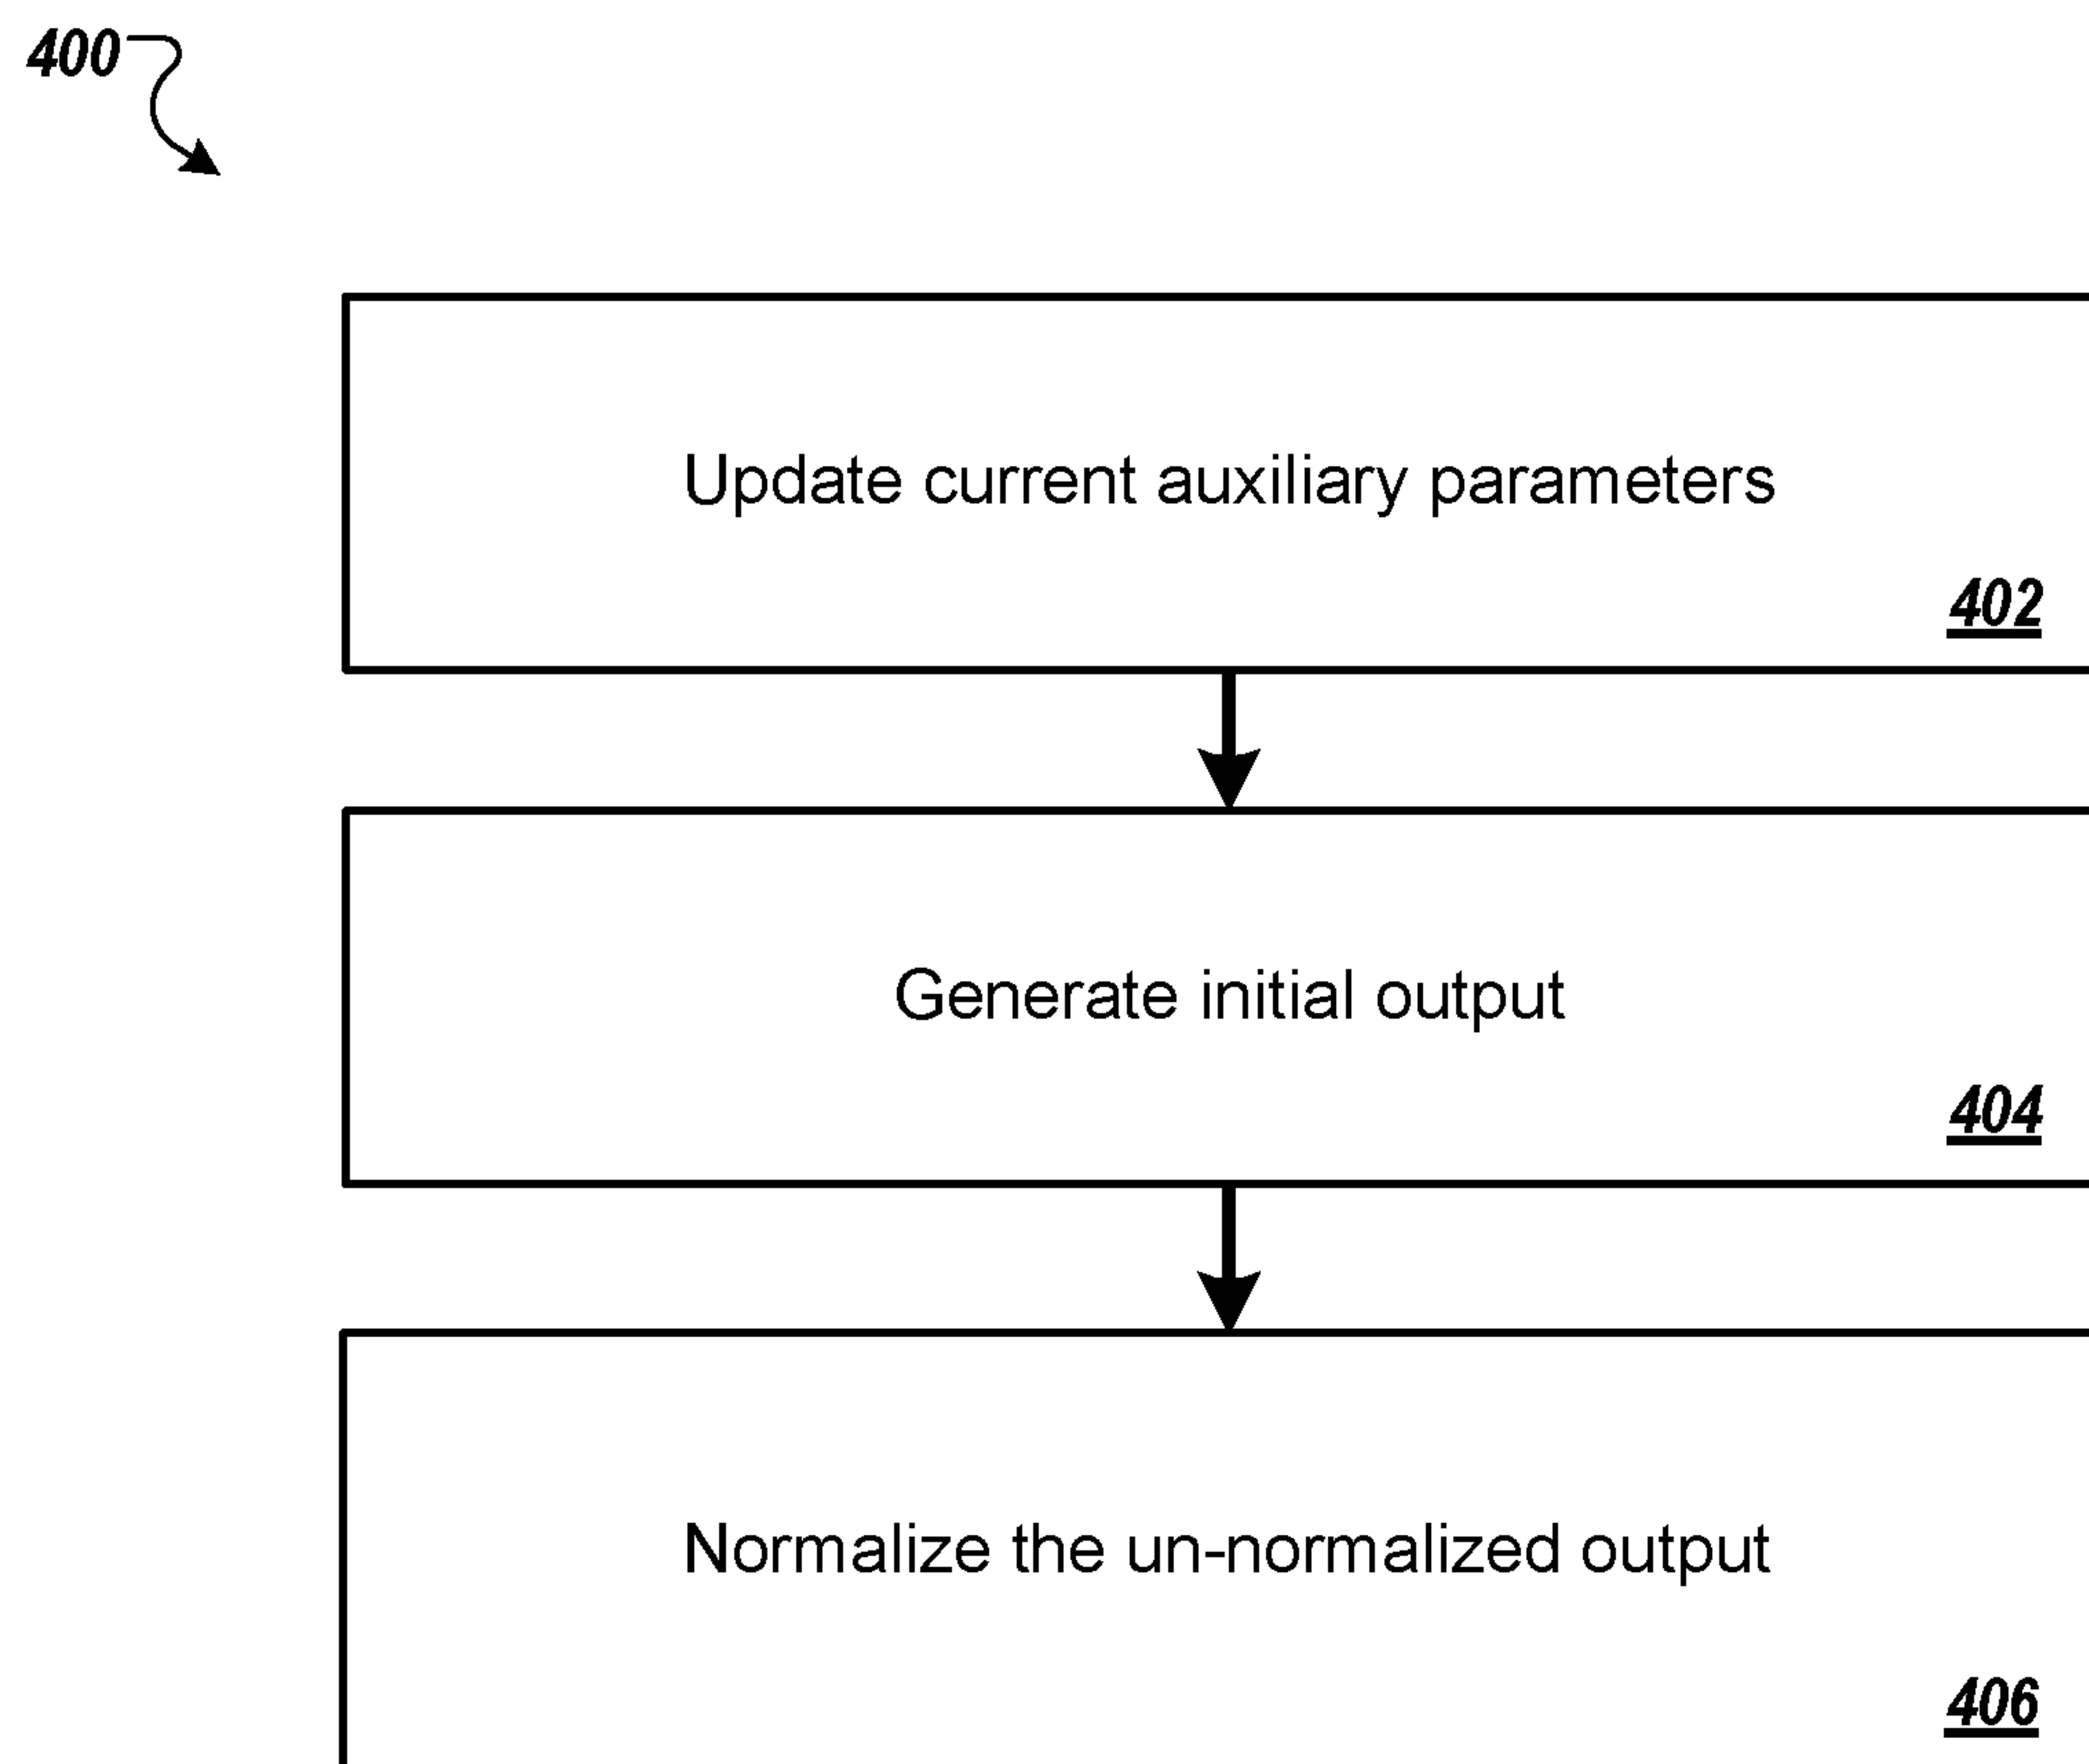 400
Update current auxiliary parameters
402
Generate initial output
404
Normalize the un-normalized output
406